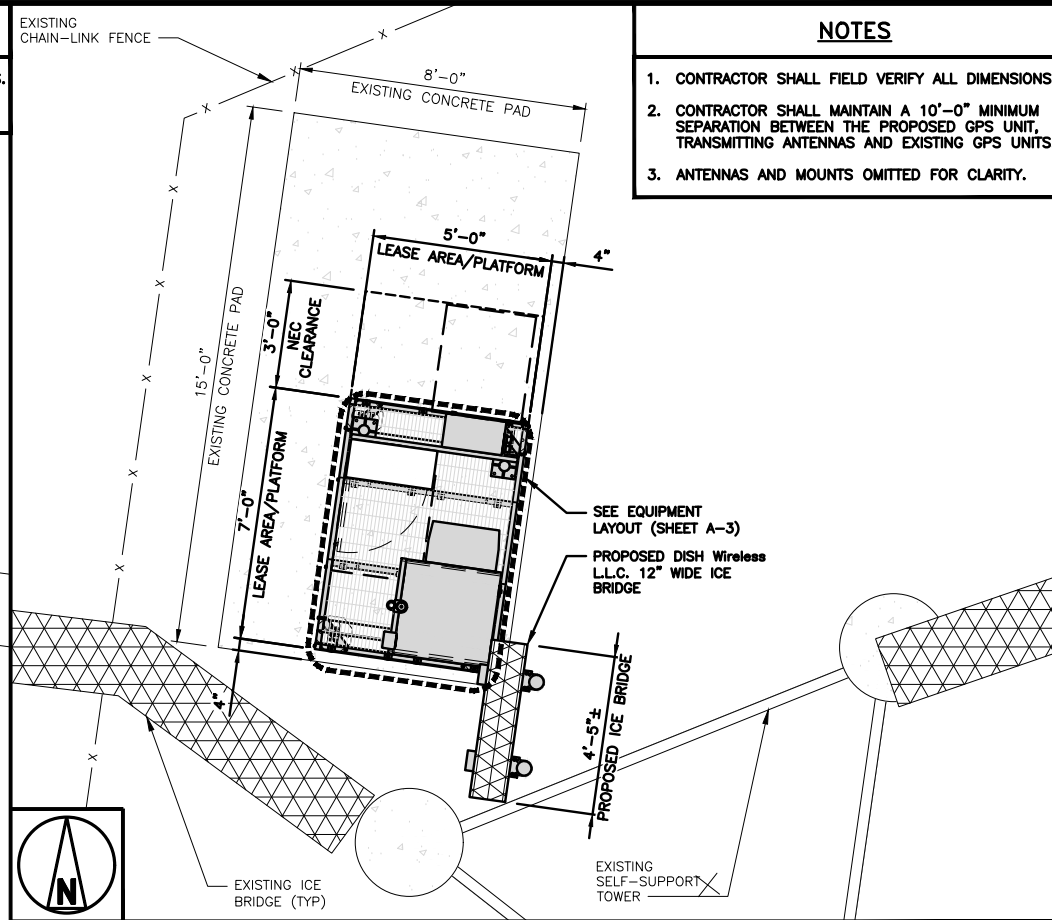 EXISTING
CHAIN-LINK FENCE
8'-0"
EXISTING CONCRETE PAD
NOTES
1. CONTRACTOR SHALL FIELD VERIFY ALL DIMENSIONS
2. CONTRACTOR SHALL MAINTAIN A 10'-0" MINIMUM
SEPARATION BETWEEN THE PROPOSED GPS UNIT,
TRANSMITTING ANTENNAS AND EXISTING GPS UNITS
3. ANTENNAS AND MOUNTS OMITTED FOR CLARITY.
5'-0"
LEASE AREA/PLATFORM
4"
3'-0"
NEC
CLEARANCE
15'-0"
EXISTING CONCRETE PAD
7'-0"
LEASE AREA/PLATFORM
SEE EQUIPMENT
LAYOUT (SHEET A-3)
PROPOSED DISH Wireless
L.L.C. 12" WIDE ICE
BRIDGE
4"
4'-5"±
PROPOSED ICE BRIDGE
N
EXISTING ICE
BRIDGE (TYP)
EXISTING
SELF-SUPPORT
TOWER